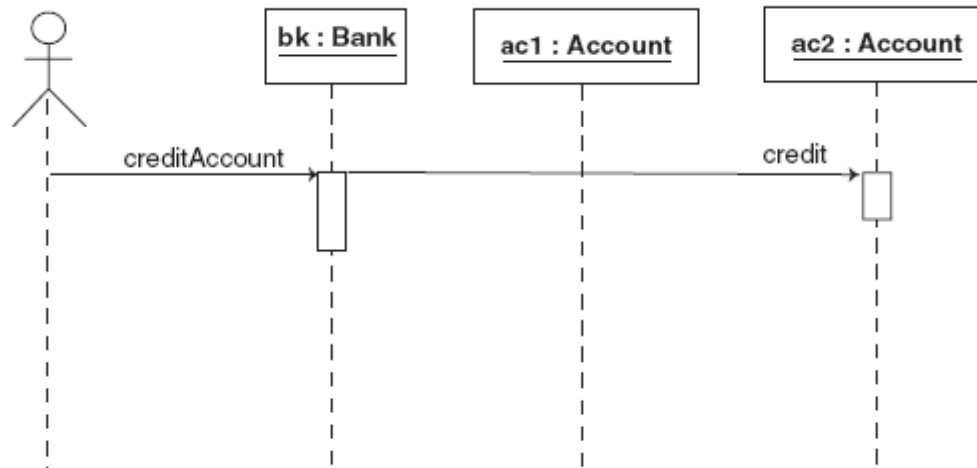 bk : Bank
ac1 : Account
ac2 : Account
creditAccount
credit